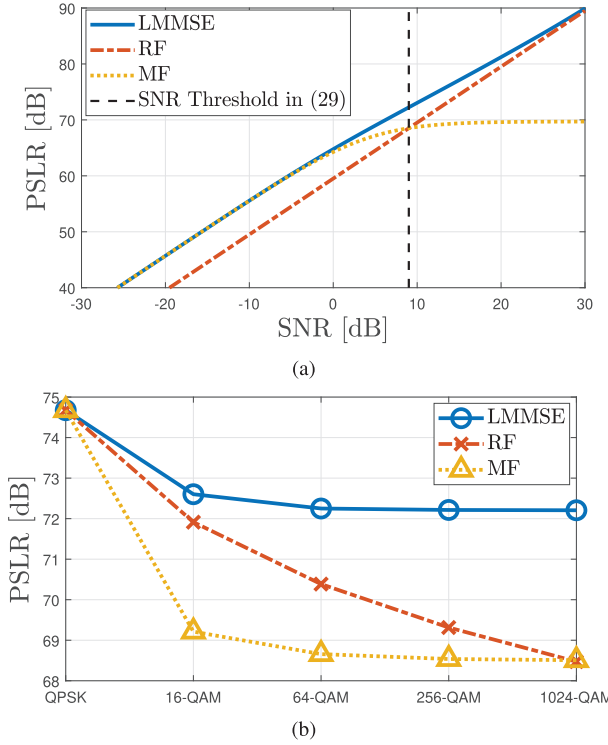 90
80
70
60
50
40
PSLR [dB]
LMMSE
RF
MF
SNR Threshold in (29)
-30 -20 -10 0 10 20 30
SNR [dB]
(a)
75
74
73
72
71
70
69
68
PSLR [dB]
LMMSE
RF
MF
QPSK 16-QAM 64-QAM 256-QAM 1024-QAM
(b)